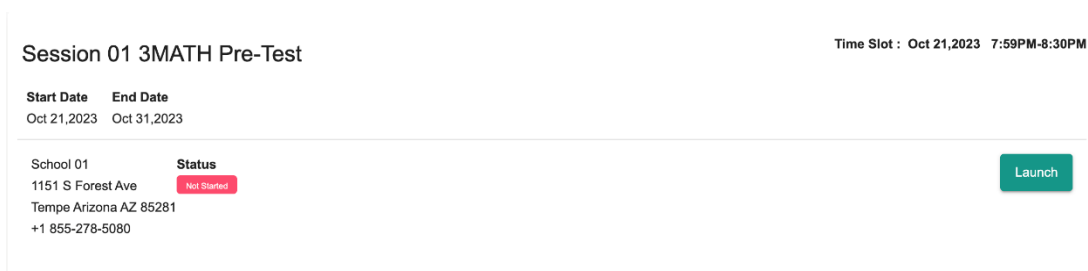 Session 01 3MATH Pre-Test
Time Slot : Oct 21,2023 7:59PM-8:30PM
Start Date End Date
Oct 21,2023 Oct 31,2023
School 01 Status
1151 S Forest Ave Not Started
Launch
Tempe Arizona AZ 85281
+1 855-278-5080